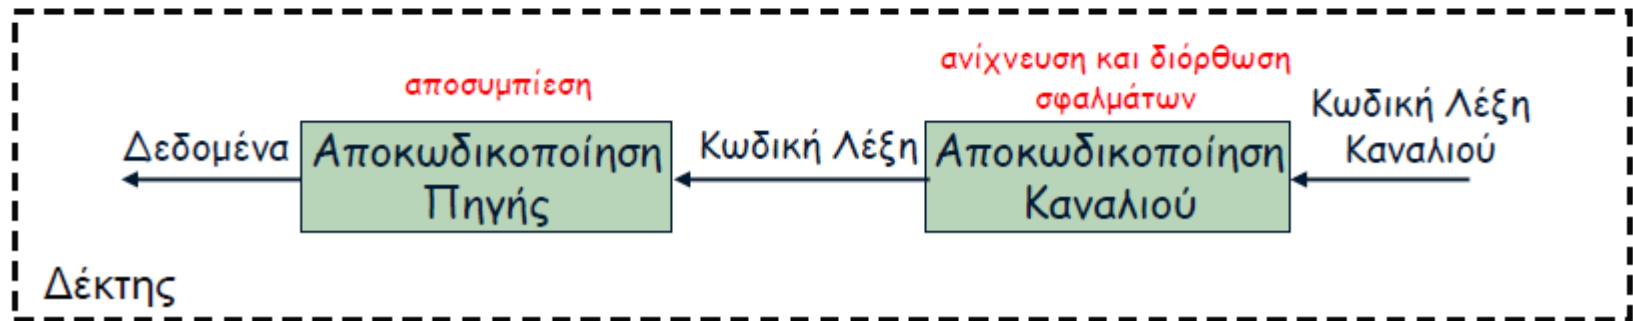 ανίχνευση και διόρθωση
σφαλμάτων
αποσυμπίεση
Κωδική Λέξη
Καναλιού
Δεδομένα
Αποκωδικοποίηση
Πηγής
Κωδική Λέξη
Αποκωδικοποίηση
Καναλιού
Δέκτης